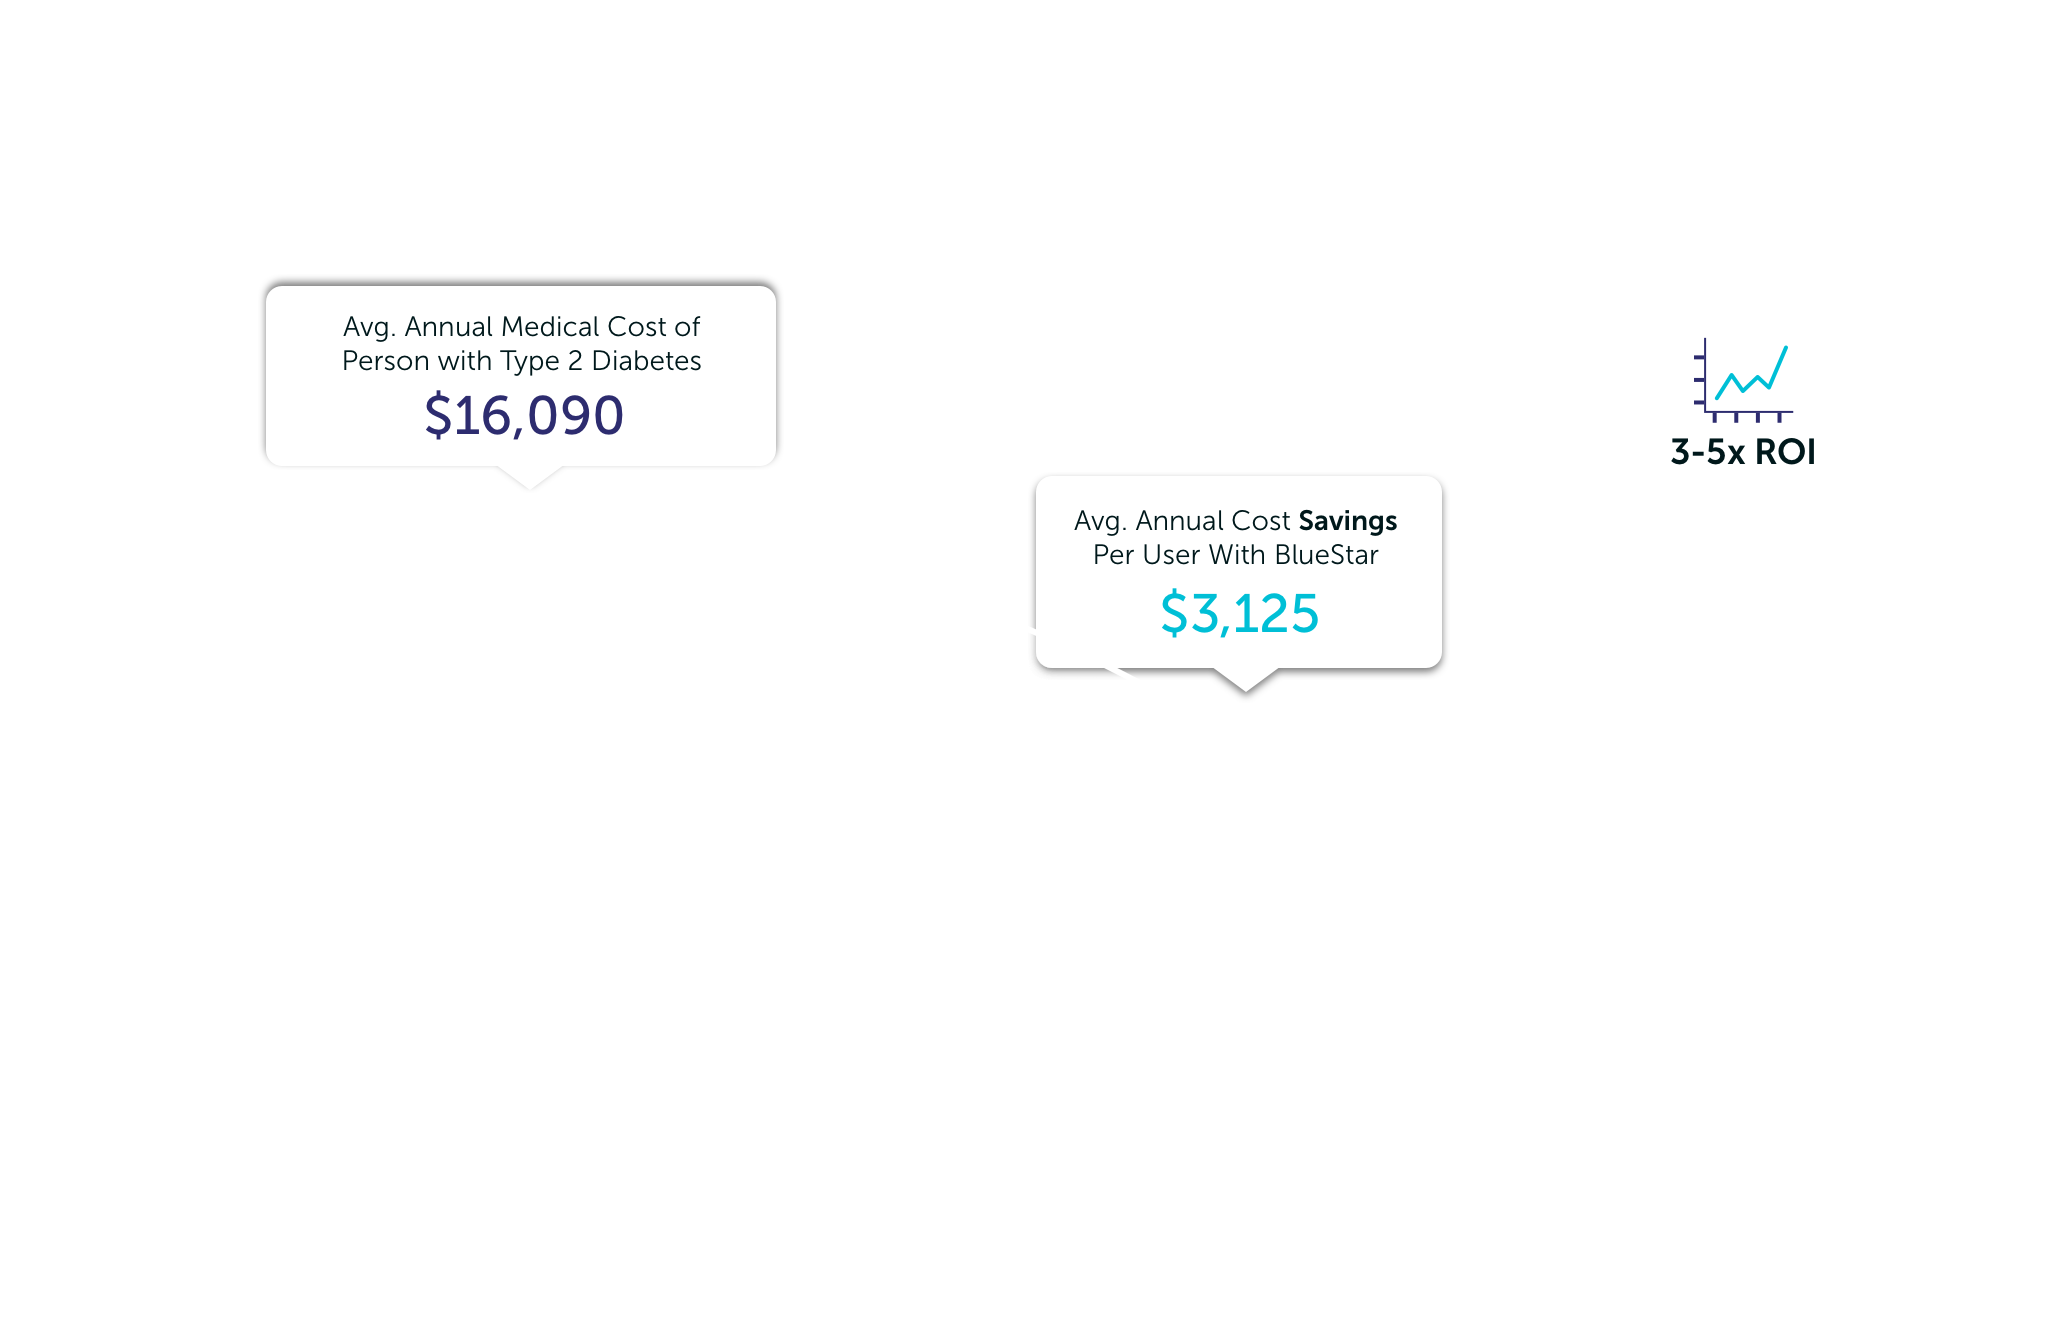 Avg. Annual Medical Cost of
Person with Type 2 Diabetes
$16,090
3-5x ROI
Avg. Annual Cost Savings
Per User With BlueStar
$3,125